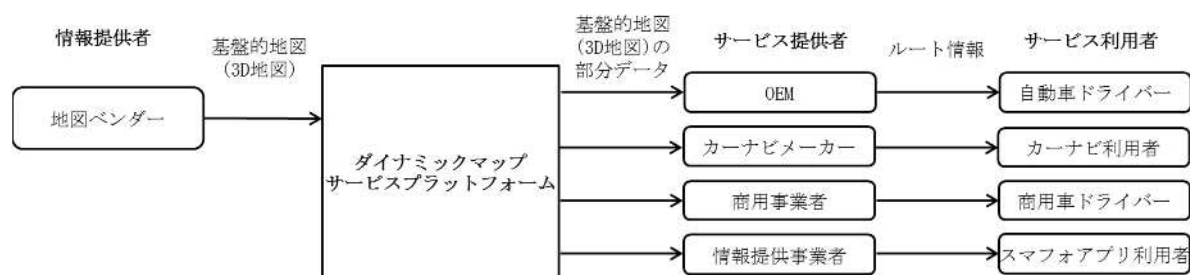 情報提供者
基盤的地図
(3D地図)
基盤的地図
(3D地図)の
部分データ
サービス提供者
ルート情報
サービス利用者
地図ベンダー
ダイナミックマップ
サービスプラットフォーム
OEM
自動車ドライバー
カーナビメーカー
カーナビ利用者
商用事業者
商用車ドライバー
情報提供事業者
スマフォアプリ利用者